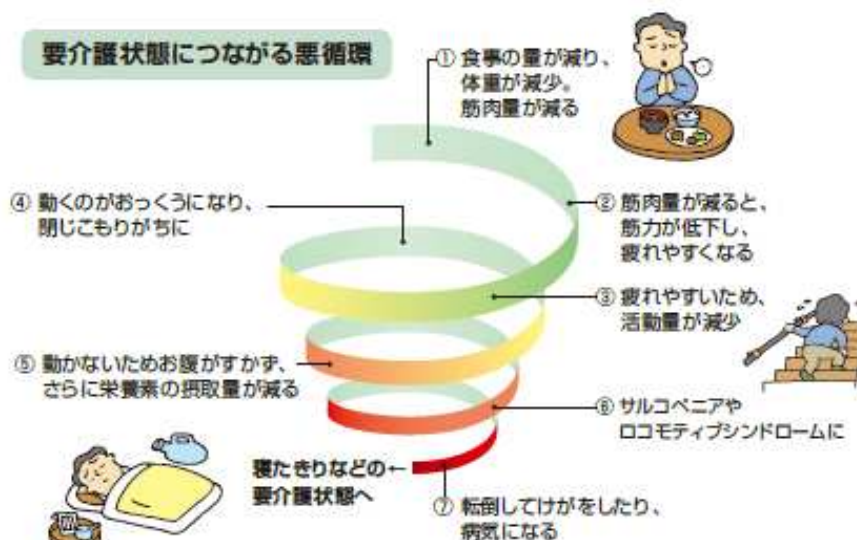 要介護状態につながる悪循環
① 食事の量が減り、
体重が減少。
筋肉量が減る
② 筋肉量が減ると、
筋力が低下し、
疲れやすくなる
③ 疲れやすいため、
活動量が減少
④ 動くのがおっくうになり、
閉じこもりがちに
⑤ 動かないためお腹がすかず、
さらに栄養素の摂取量が減る
⑥ サルコペニアや
ロコモティブシンドロームに
⑦ 転倒してけがをしたり、
病気になる
寝たきりなどの←
要介護状態へ